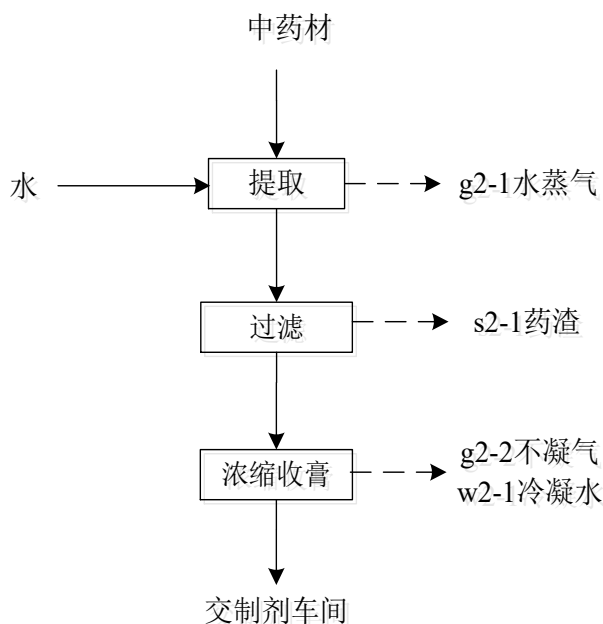 中药材
水
提取
g2-1水蒸气
过滤
s2-1药渣
浓缩收膏
g2-2不凝气
w2-1冷凝水
交制剂车间